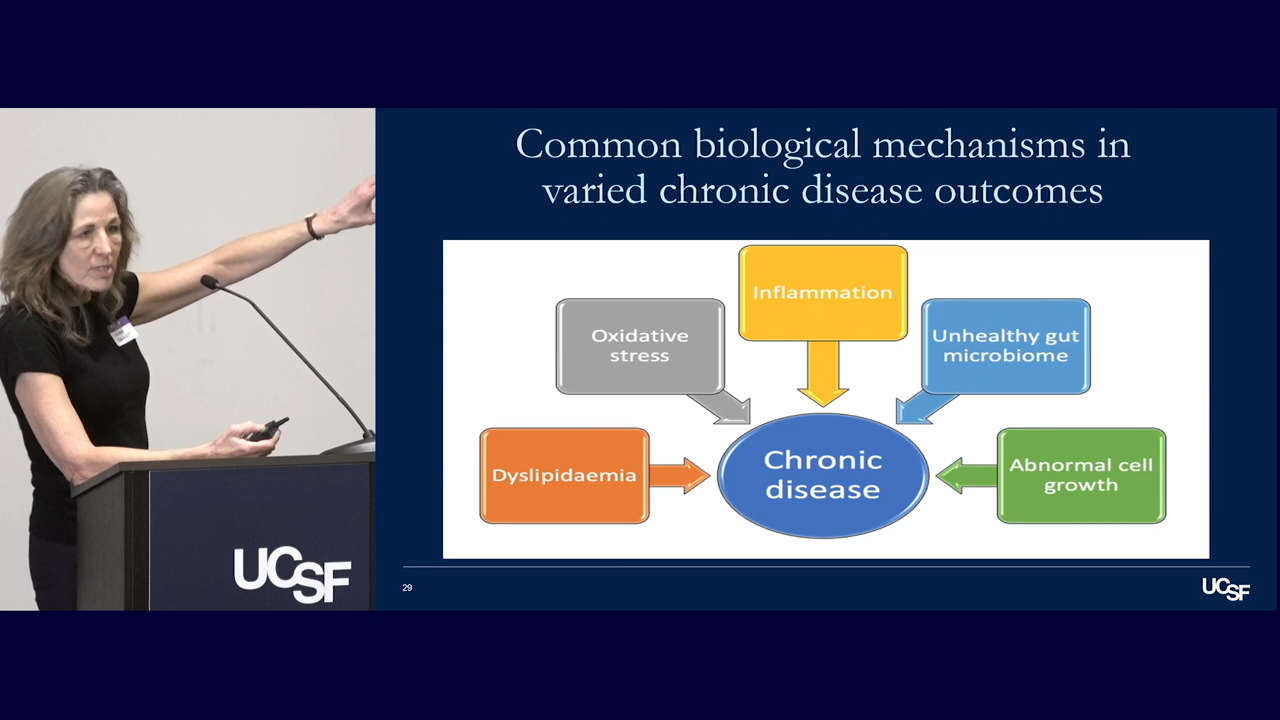 Common biological mechanisms in
varied chronic disease outcomes
Inflammation
Oxidative
stress
Unhealthy gut
microbiome
Dyslipidaemia
Chronic
disease
Abnormal cell
growth
UCSF
29
UCSF